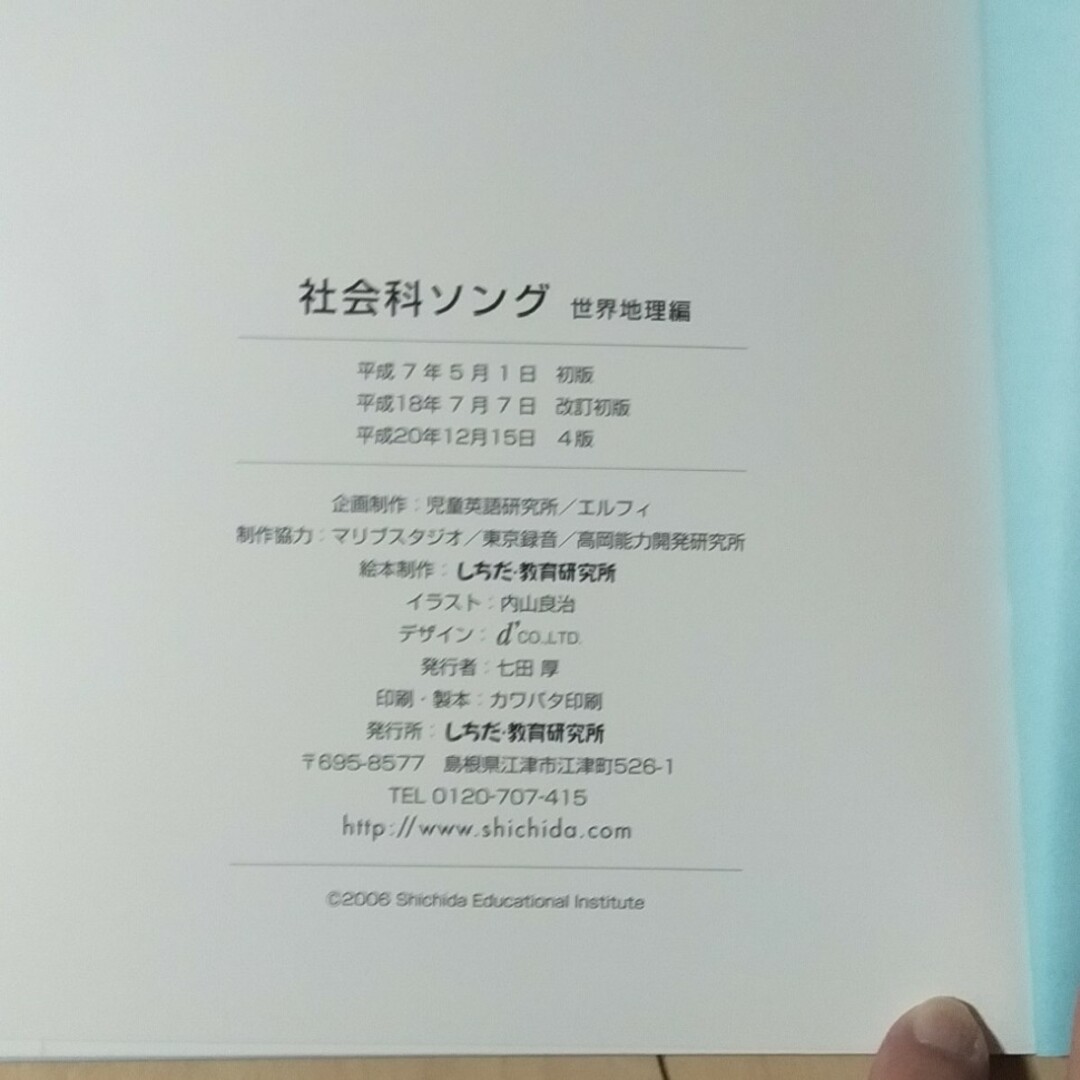 社会科ソング 世界地理編
平成 7 年 5 月 1 日 初版
平成18年 7 月 7 日 改訂初版
平成20年12月15日 4版
企画制作：児童英語研究所／エルフィ
制作協力：マリブスタジオ／東京録音／高岡能力開発研究所
絵本制作：しちだ・教育研究所
イラスト：内山良治
デザイン：d'CO.,LTD.
発行者：七田 厚
印刷・製本：カワバタ印刷
発行所：しちだ・教育研究所
〒695-8577 島根県江津市江津町526-1
TEL 0120-707-415
http://www.shichida.com
©2006 Shichida Educational Institute